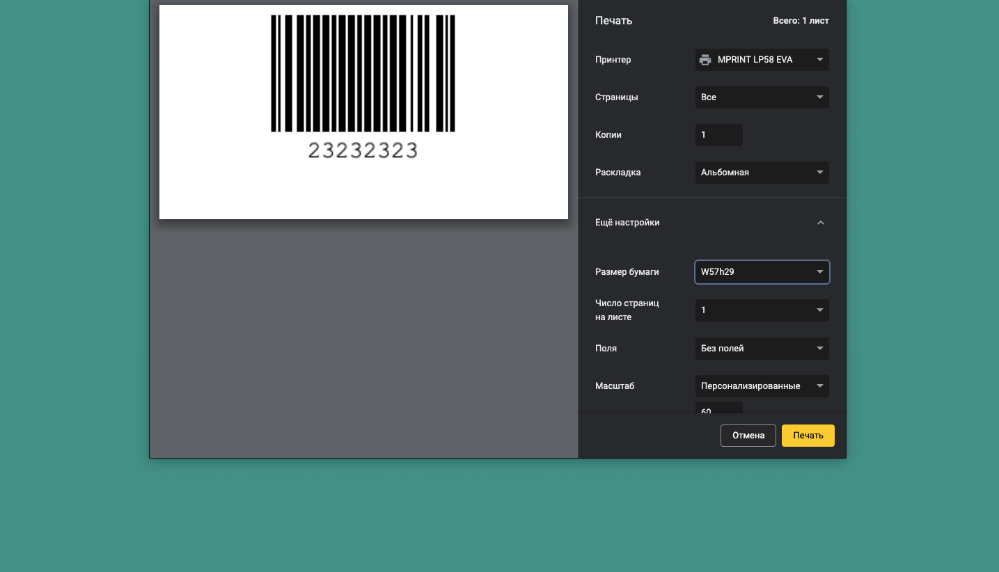 23232323
Печать
Всего: 1 лист
Принтер
MPRINT LP58 EVA
Страницы
Все
Копии
1
Раскладка
Альбомная
Ещё настройки
Размер бумаги
W57h29
Число страниц
на листе
1
Поля
Без полей
Масштаб
Персонализированные
60
Отмена
Печать